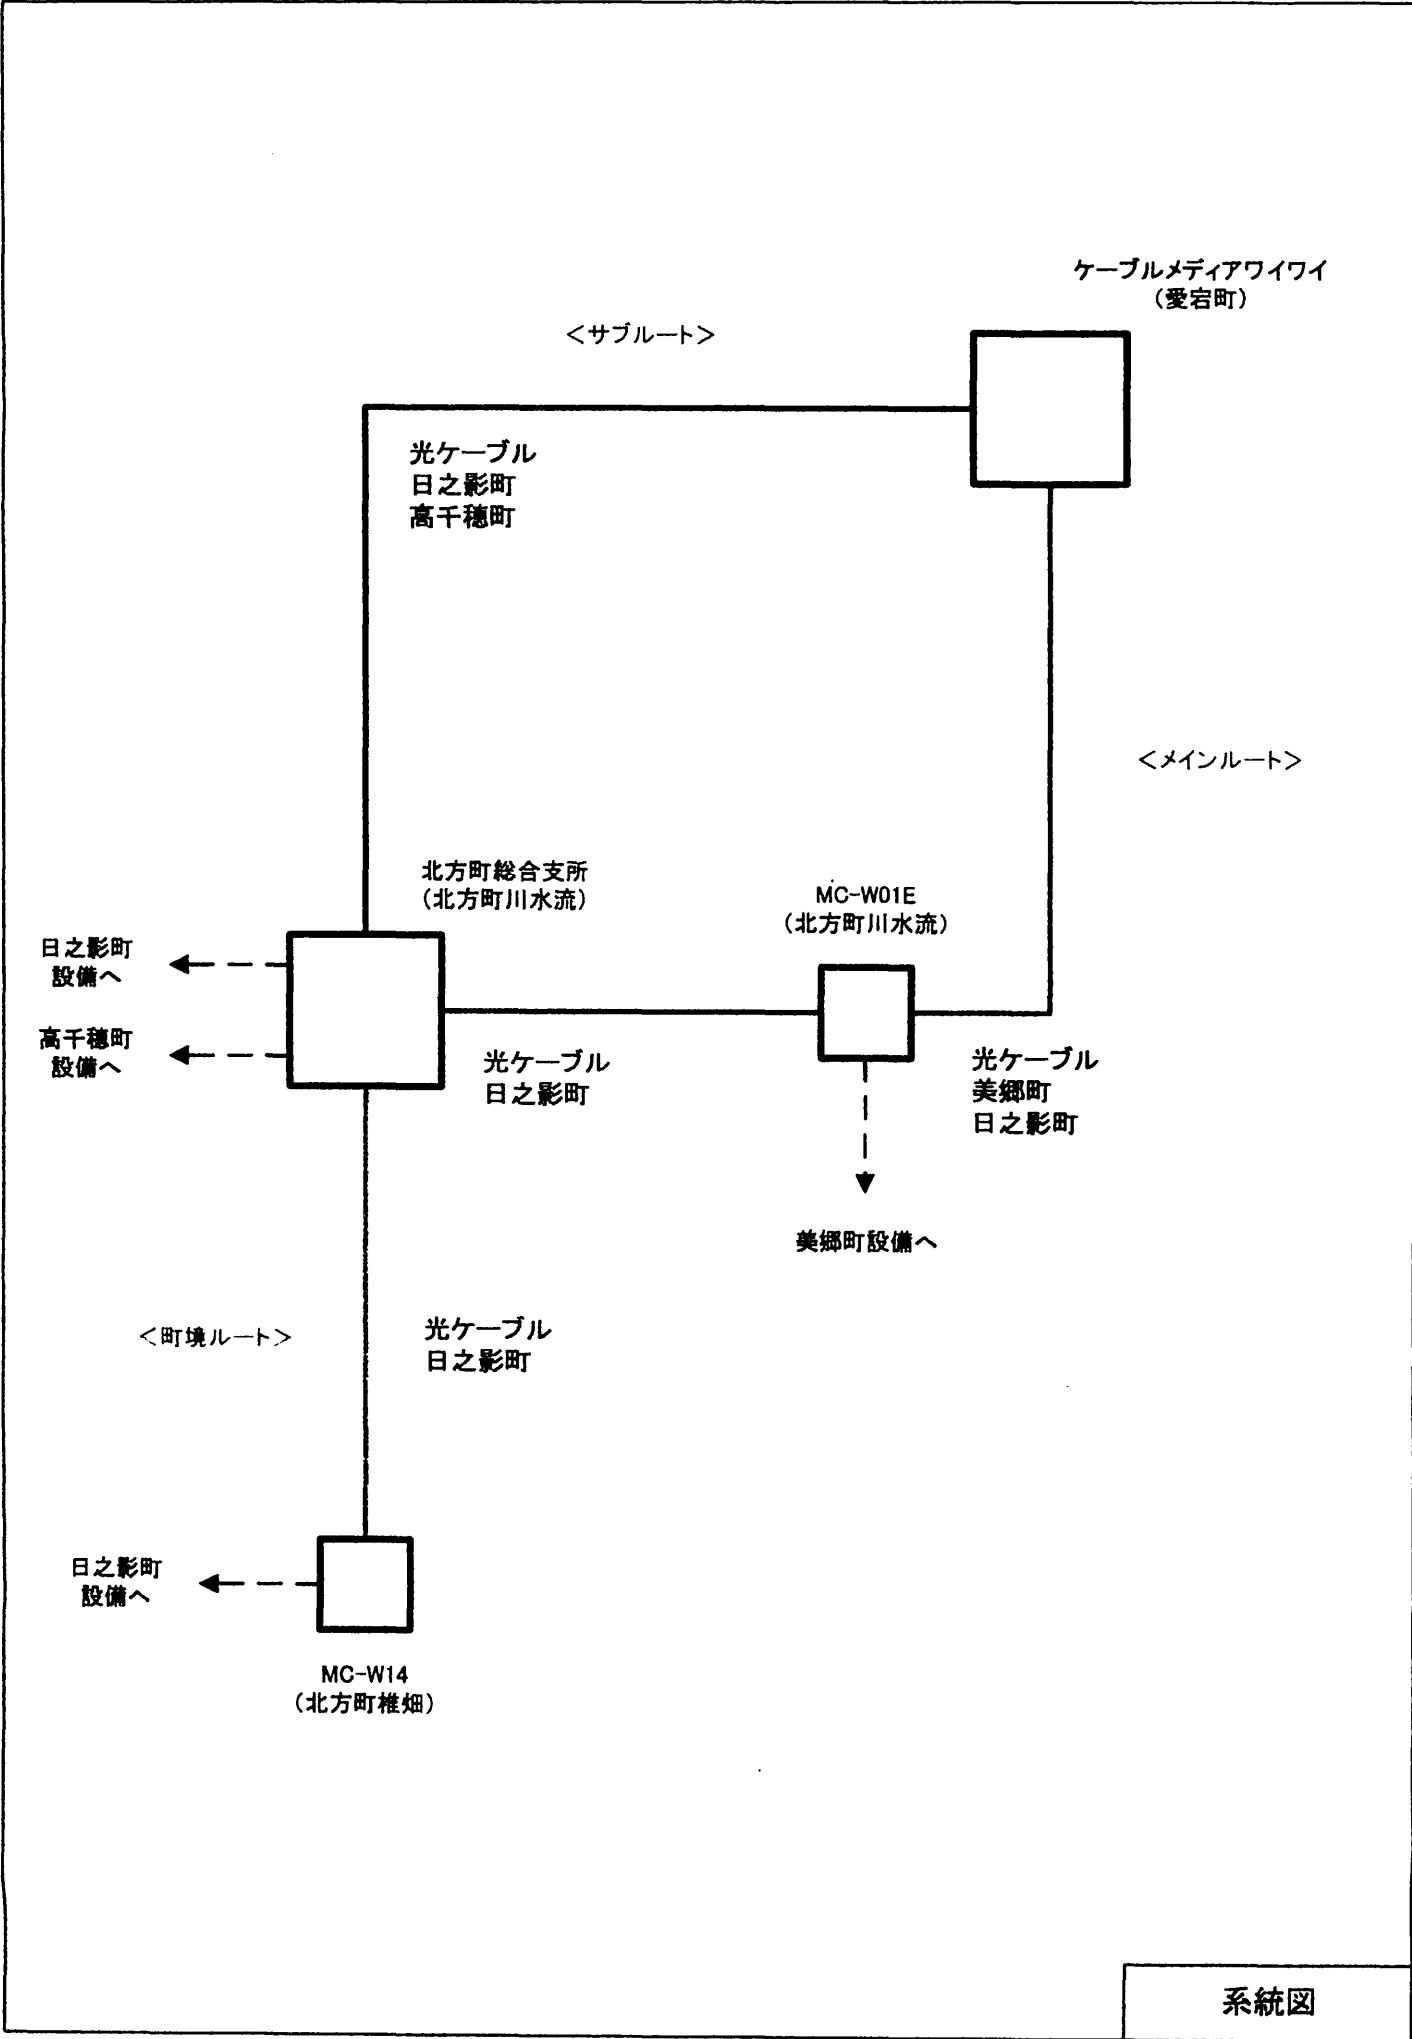 ケーブルメディアワイワイ
（愛宕町）
＜サブルート＞
光ケーブル
日之影町
高千穂町
＜メインルート＞
北方町総合支所
（北方町川水流）
MC-W01E
（北方町川水流）
日之影町
設備へ
高千穂町
設備へ
光ケーブル
日之影町
光ケーブル
美郷町
日之影町
美郷町設備へ
＜町境ルート＞
光ケーブル
日之影町
日之影町
設備へ
MC-W14
（北方町椎畑）
系統図